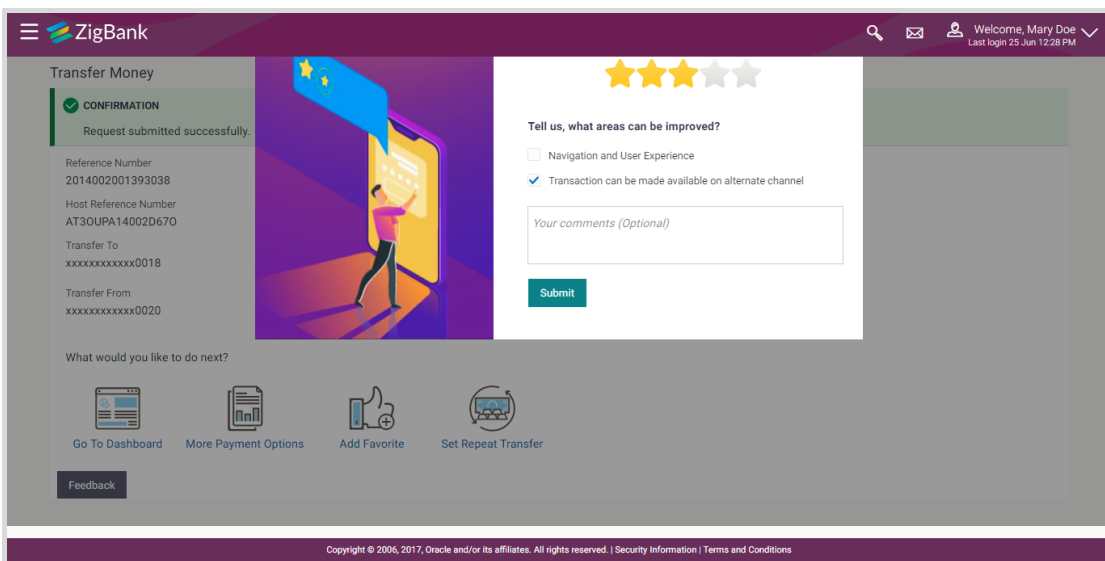 ZigBank
Welcome, Mary Doe
Last login 25 Jun 12:28 PM
Transfer Money
CONFIRMATION
Request submitted successfully.
Reference Number
2014002001393038
Host Reference Number
AT3OUPA14002D67O
Transfer To
xxxxxxxxxxxx0018
Transfer From
xxxxxxxxxxxx0020
Tell us, what areas can be improved?
Navigation and User Experience
Transaction can be made available on alternate channel
Your comments (Optional)
Submit
What would you like to do next?
Go To Dashboard
More Payment Options
Add Favorite
Set Repeat Transfer
Feedback
Copyright © 2006, 2017, Oracle and/or its affiliates. All rights reserved. | Security Information | Terms and Conditions